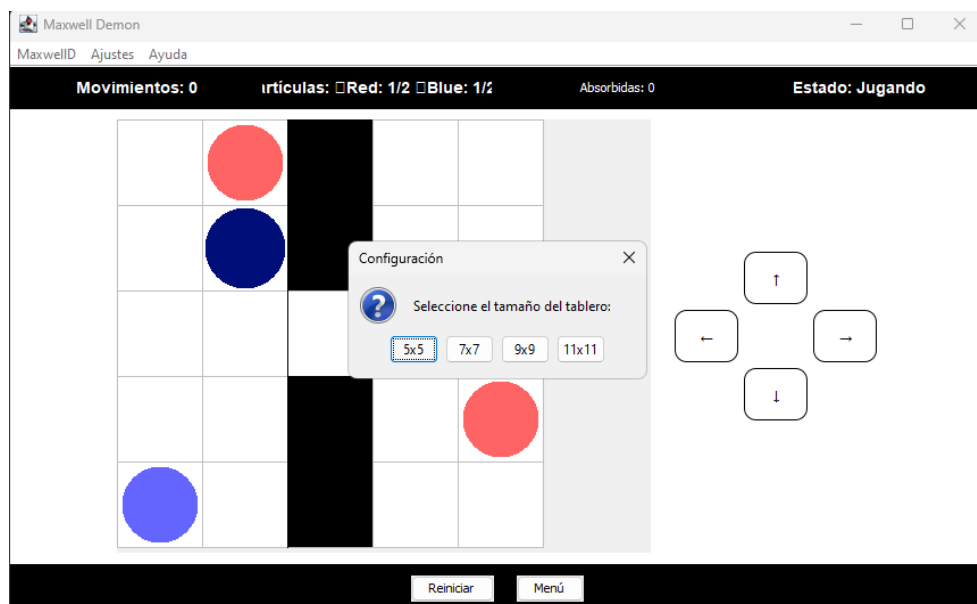 Maxwell Demon
MaxwellD Ajustes Ayuda
Movimientos: 0 artículas: □Red: 1/2 □Blue: 1/2 Absorbidas: 0 Estado: Jugando
Configuración
Seleccione el tamaño del tablero:
5x5 7x7 9x9 11x11
↑
← →
↓
Reiniciar Menú